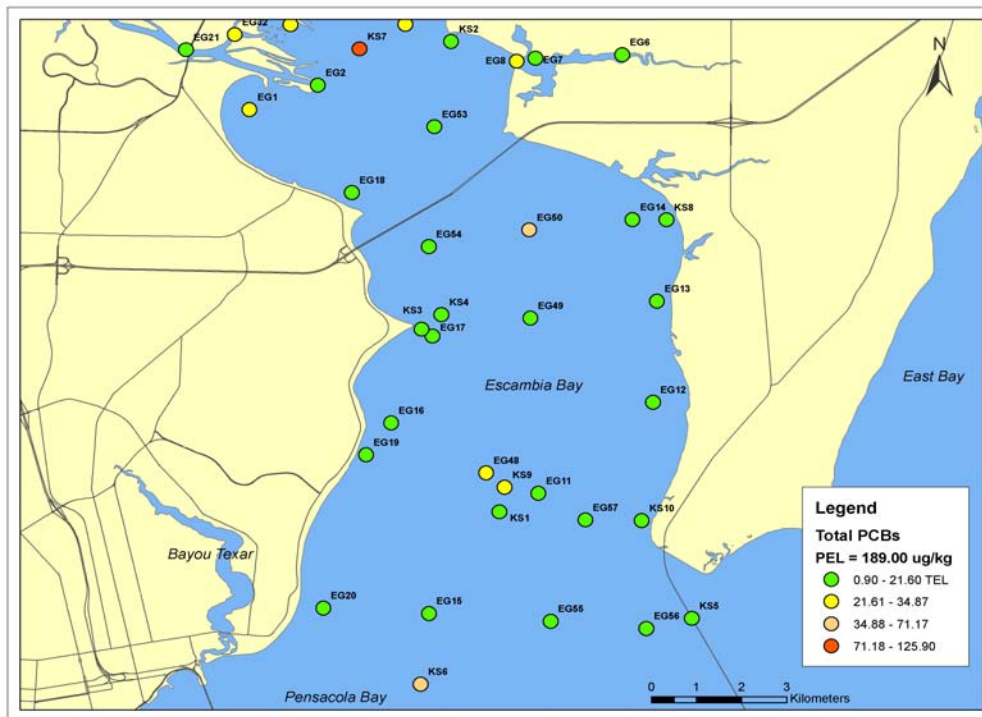 EG32
KS2
EG21
KS7
EG6
EG7
EG8
N
EG2
EG1
EG53
EG18
EG14
KS8
EG50
EG54
EG13
KS4
KS3
EG49
EG17
Escambia Bay
East Bay
EG12
EG16
EG19
EG48
KS9
EG11
KS1
EG57
KS10
Legend
Total PCBs
Bayou Texar
PEL = 189.00 ug/kg
0.90 - 21.60 TEL
21.61 - 34.87
34.88 - 71.17
71.18 - 125.90
EG20
EG15
EG55
EG56
KS5
KS6
Pensacola Bay
0 1 2 3
Kilometers